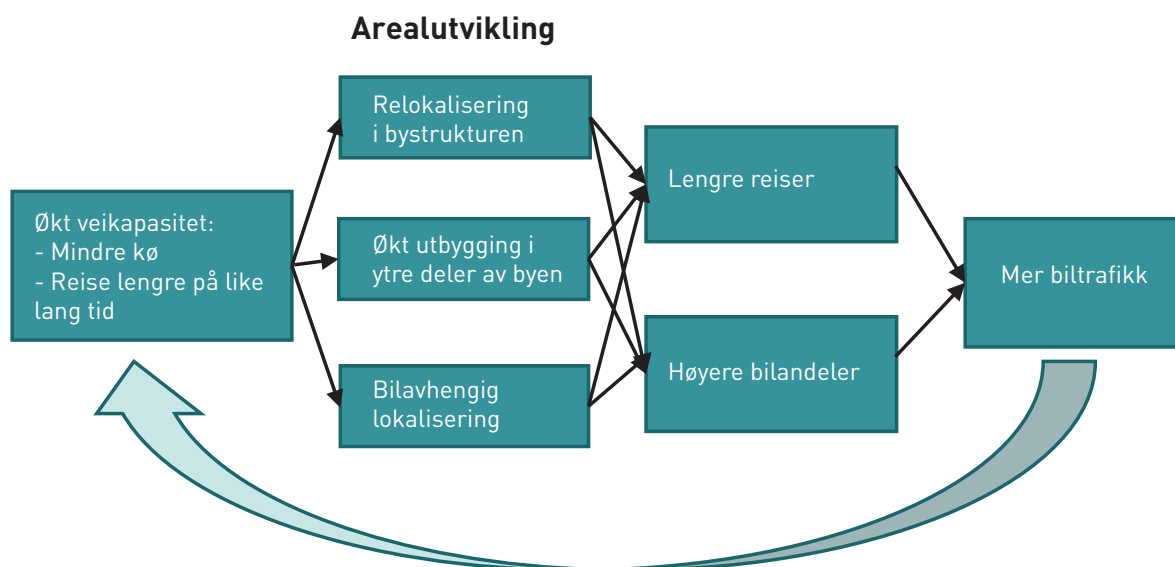 Arealutvikling
Relokalisering
i bystrukturen
Lengre reiser
Økt veikapasitet:
- Mindre kø
- Reise lengre på like
lang tid
Økt utbygging i
ytre deler av byen
Mer biltrafikk
Høyere bilandeler
Bilavhengig
lokalisering